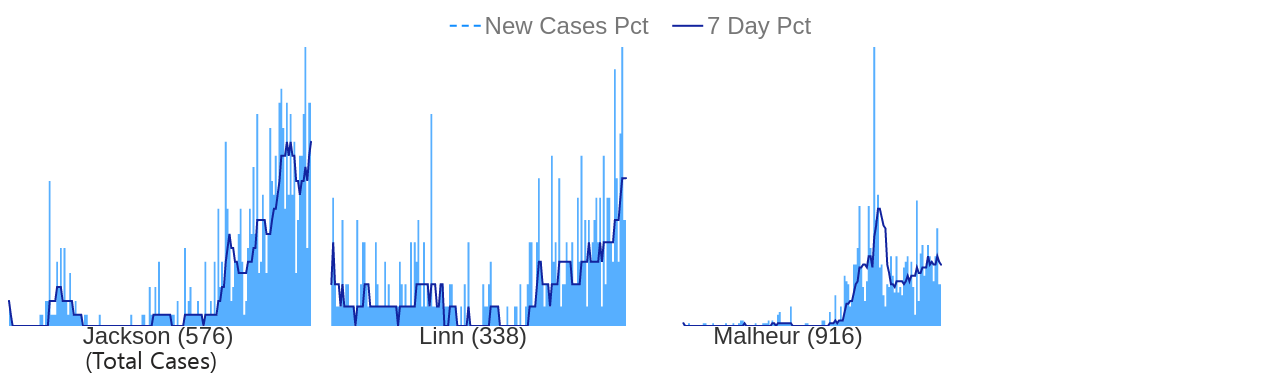 New Cases Pct 7 Day Pct
Jackson (576) Linn (338) Malheur (916)
(Total Cases)